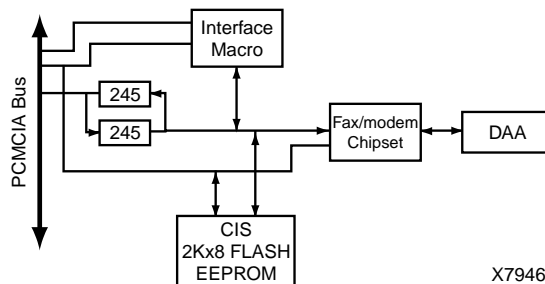 PCMCIA Bus
Interface
Macro
245
245
Fax/modem
Chipset
DAA
CIS
2Kx8 FLASH
EEPROM
X7946